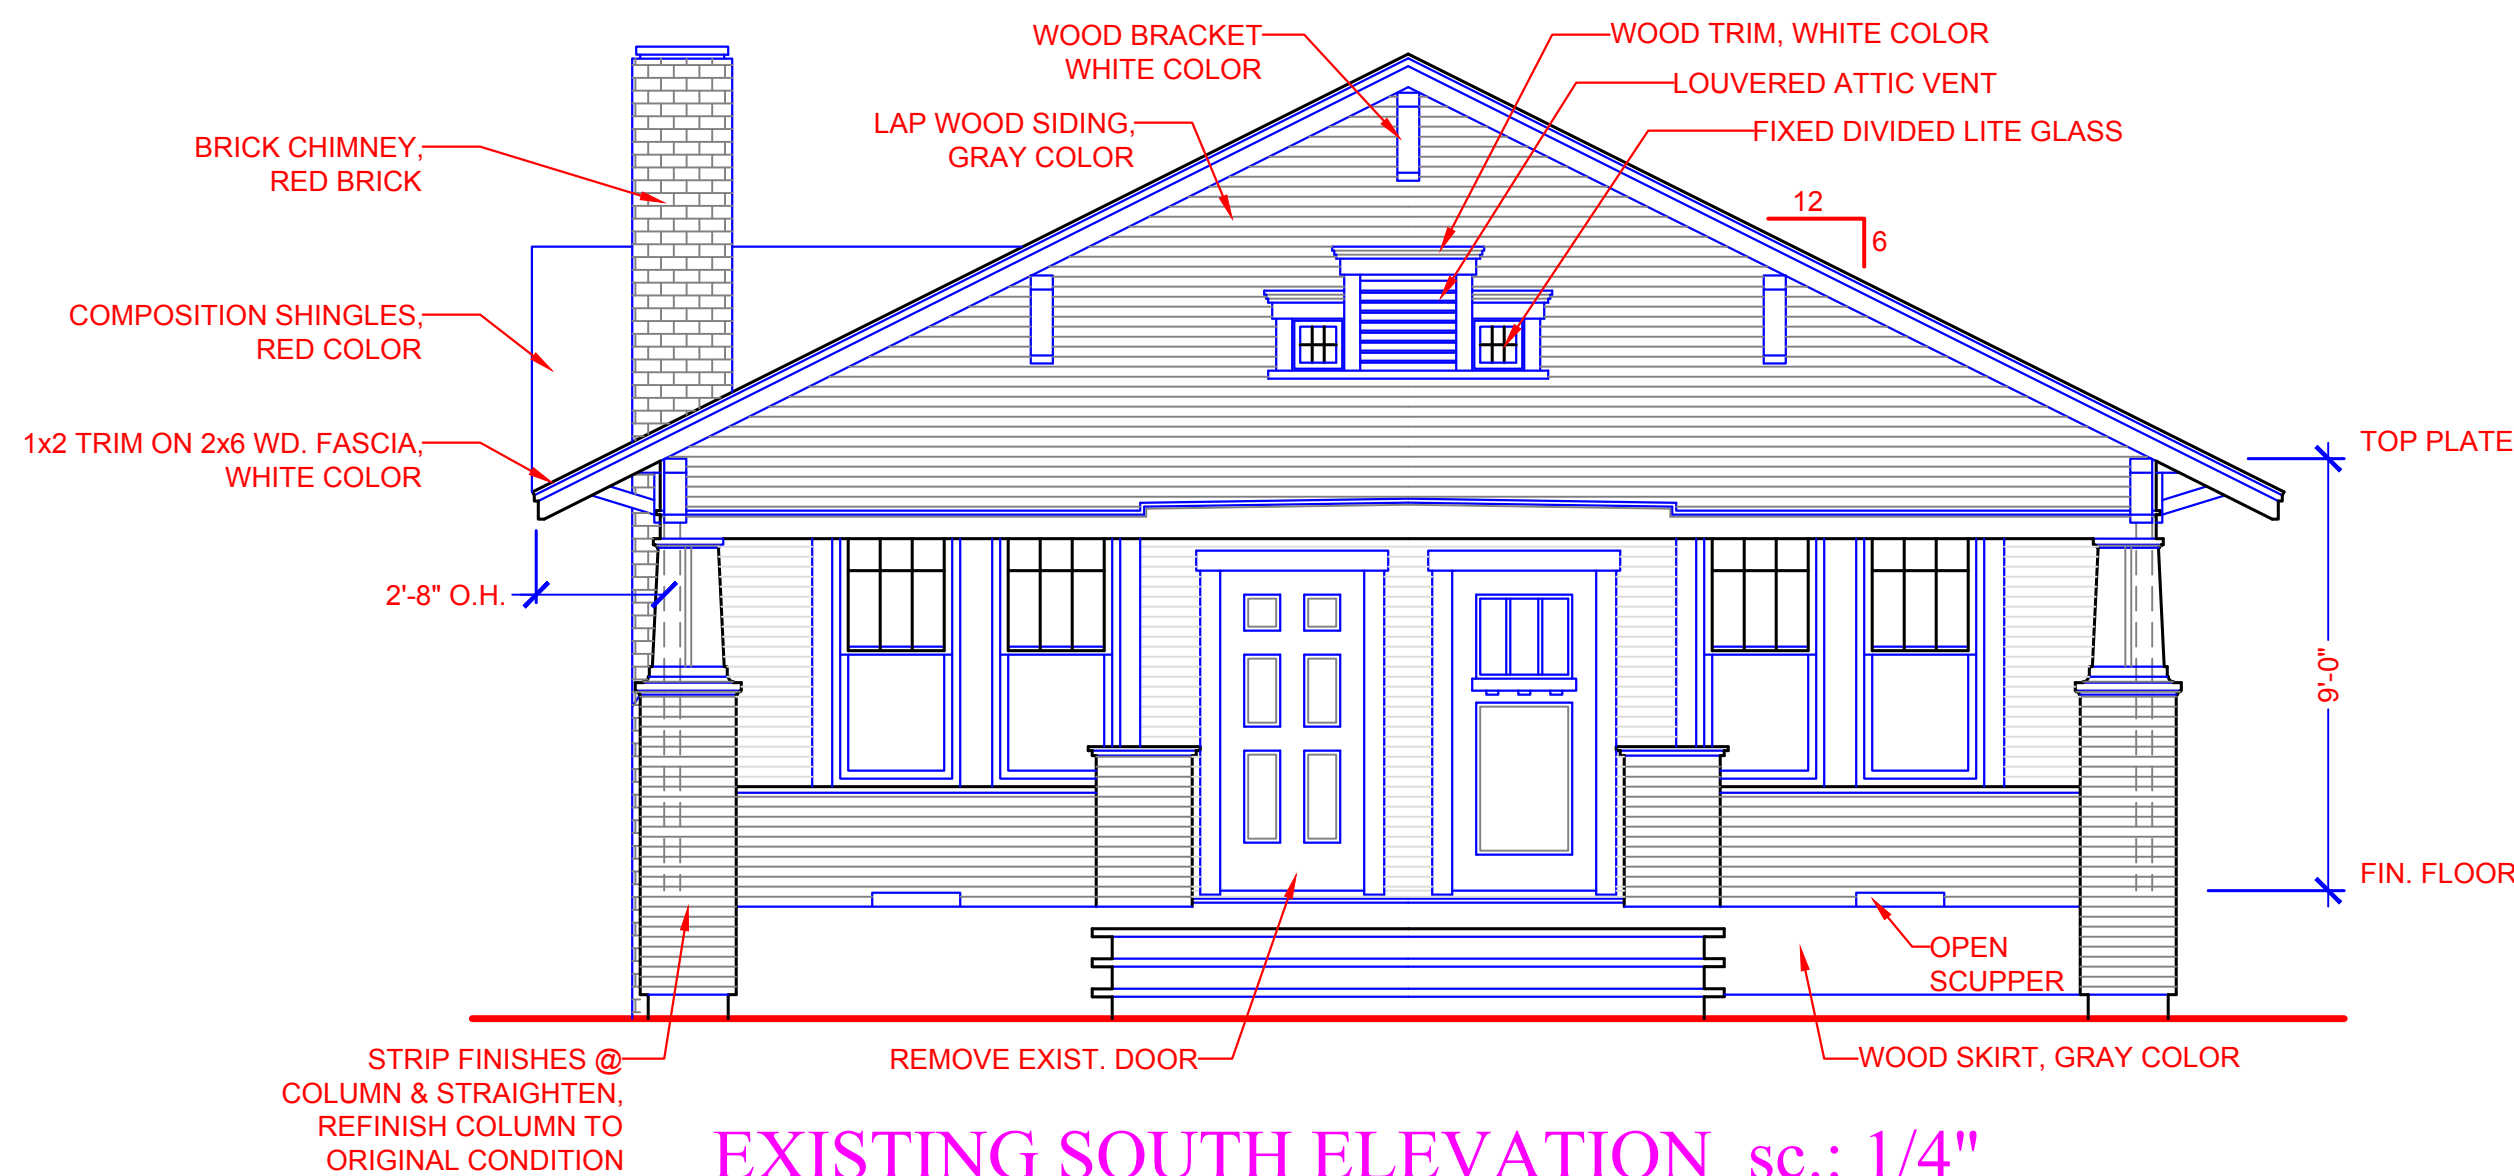 WOOD BRACKET
WHITE COLOR
WOOD TRIM, WHITE COLOR
LOUVERED ATTIC VENT
LAP WOOD SIDING,
GRAY COLOR
FIXED DIVIDED LITE GLASS
BRICK CHIMNEY,
RED BRICK
12
6
COMPOSITION SHINGLES,
RED COLOR
1x2 TRIM ON 2x6 WD. FASCIA,
WHITE COLOR
TOP PLATE
2'-8" O.H.
9'-0"
FIN. FLOOR
OPEN
SCUPPER
STRIP FINISHES @
COLUMN & STRAIGHTEN,
REFINISH COLUMN TO
ORIGINAL CONDITION
REMOVE EXIST. DOOR
WOOD SKIRT, GRAY COLOR
EXISTING SOUTH ELEVATION sc.: 1/4"